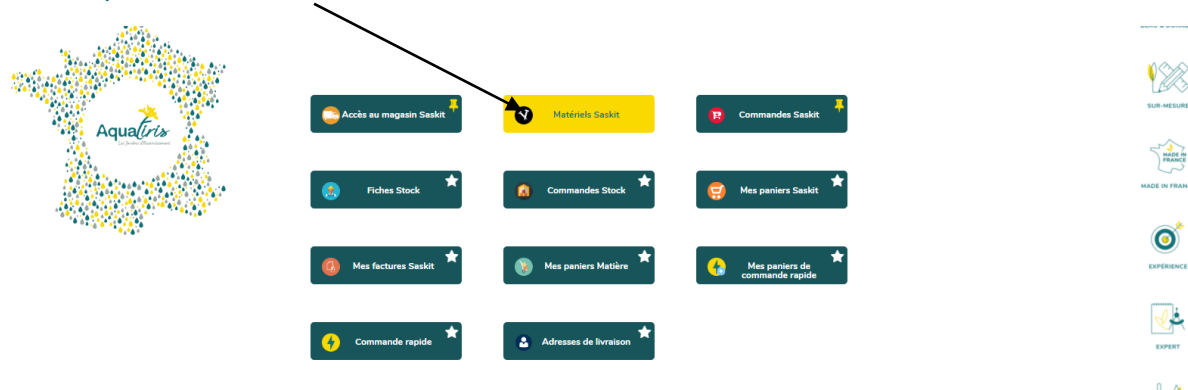 Aqualiris
Les jardins d'Assainissement
Accès au magasin Saskit
Matériels Saskit
Commandes Saskit
Fiches Stock
Commandes Stock
Mes paniers Saskit
Mes factures Saskit
Mes paniers Matière
Mes paniers de
commande rapide
Commande rapide
Adresses de livraison
SUR-MESURE
MADE IN
FRANCE
MADE IN FRAN
EXPÉRIENCE
EXPERT